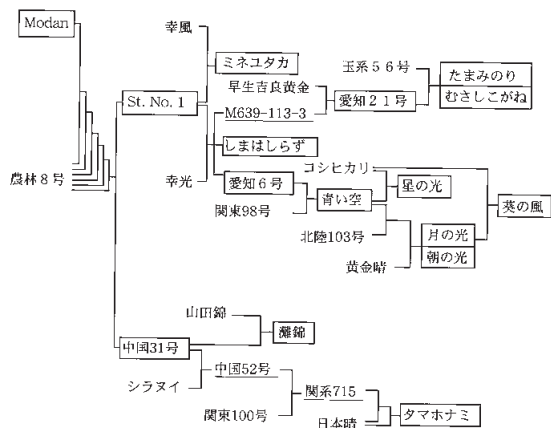 Modan
幸風
ミネユタカ
玉系５６号
早生吉良黄金
たまみのり
むさしこがね
St. No. 1
愛知２１号
M639-113-3
しまはしらず
農林８号
幸光
コシヒカリ
愛知６号
青い空
星の光
関東98号
葵の風
北陸103号
月の光
朝の光
黄金晴
山田錦
灘錦
中国31号
中国52号
シラヌイ
関系715
関東100号
日本晴
タマホナミ